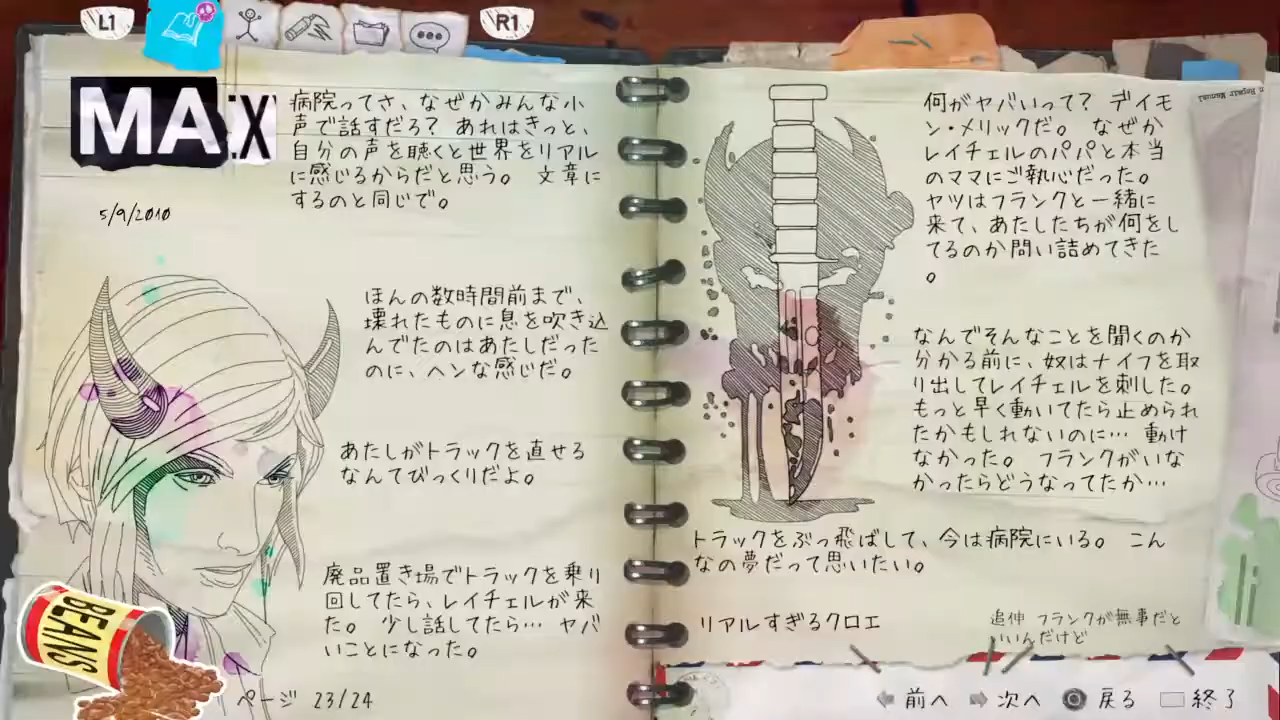 L1
R1
MAX
病院ってさ、なぜかみんな小
声で話すだろ？ あれはきっと、
自分の声を聴くと世界をリアル
に感じるからだと思う。 文章に
するのと同じで。
5/9/2010
ほんの数時間前まで、
壊れたものに息を吹き込
んでたのはあたしだった
のに、ヘンな感じだ。
あたしがトラックを直せる
なんてびっくりだよ。
廃品置き場でトラックを乗り
回してたら、レイチェルが来
た。 少し話してたら… ヤバ
いことになった。
BEANS
ページ 23/24
何がヤバいって？ デイモ
ン・メリックだ。 なぜか
レイチェルのパパと本当
のママにご執心だった。
ヤツはフランクと一緒に
来て、あたしたちが何をし
てるのか問い詰めてきた
。
なんでそんなことを聞くのか
分かる前に、奴はナイフを取
り出してレイチェルを刺した。
もっと早く動いてたら止められ
たかもしれないのに… 動け
なかった。 フランクがいな
かったらどうなってたか…
トラックをぶっ飛ばして、今は病院にいる。 こん
なの夢だって思いたい。
リアルすぎるクロエ
追伸 フランクが無事だと
いいんだけど
前へ 次へ 戻る 終了
Repair Manual